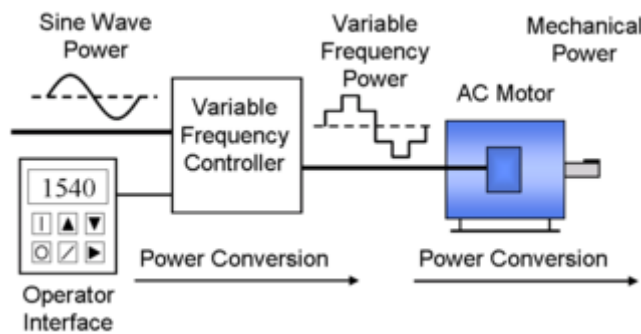 Sine Wave
Power
Variable
Frequency
Power
Mechanical
Power
AC Motor
Variable
Frequency
Controller
1540
Power Conversion
Power Conversion
Operator
Interface